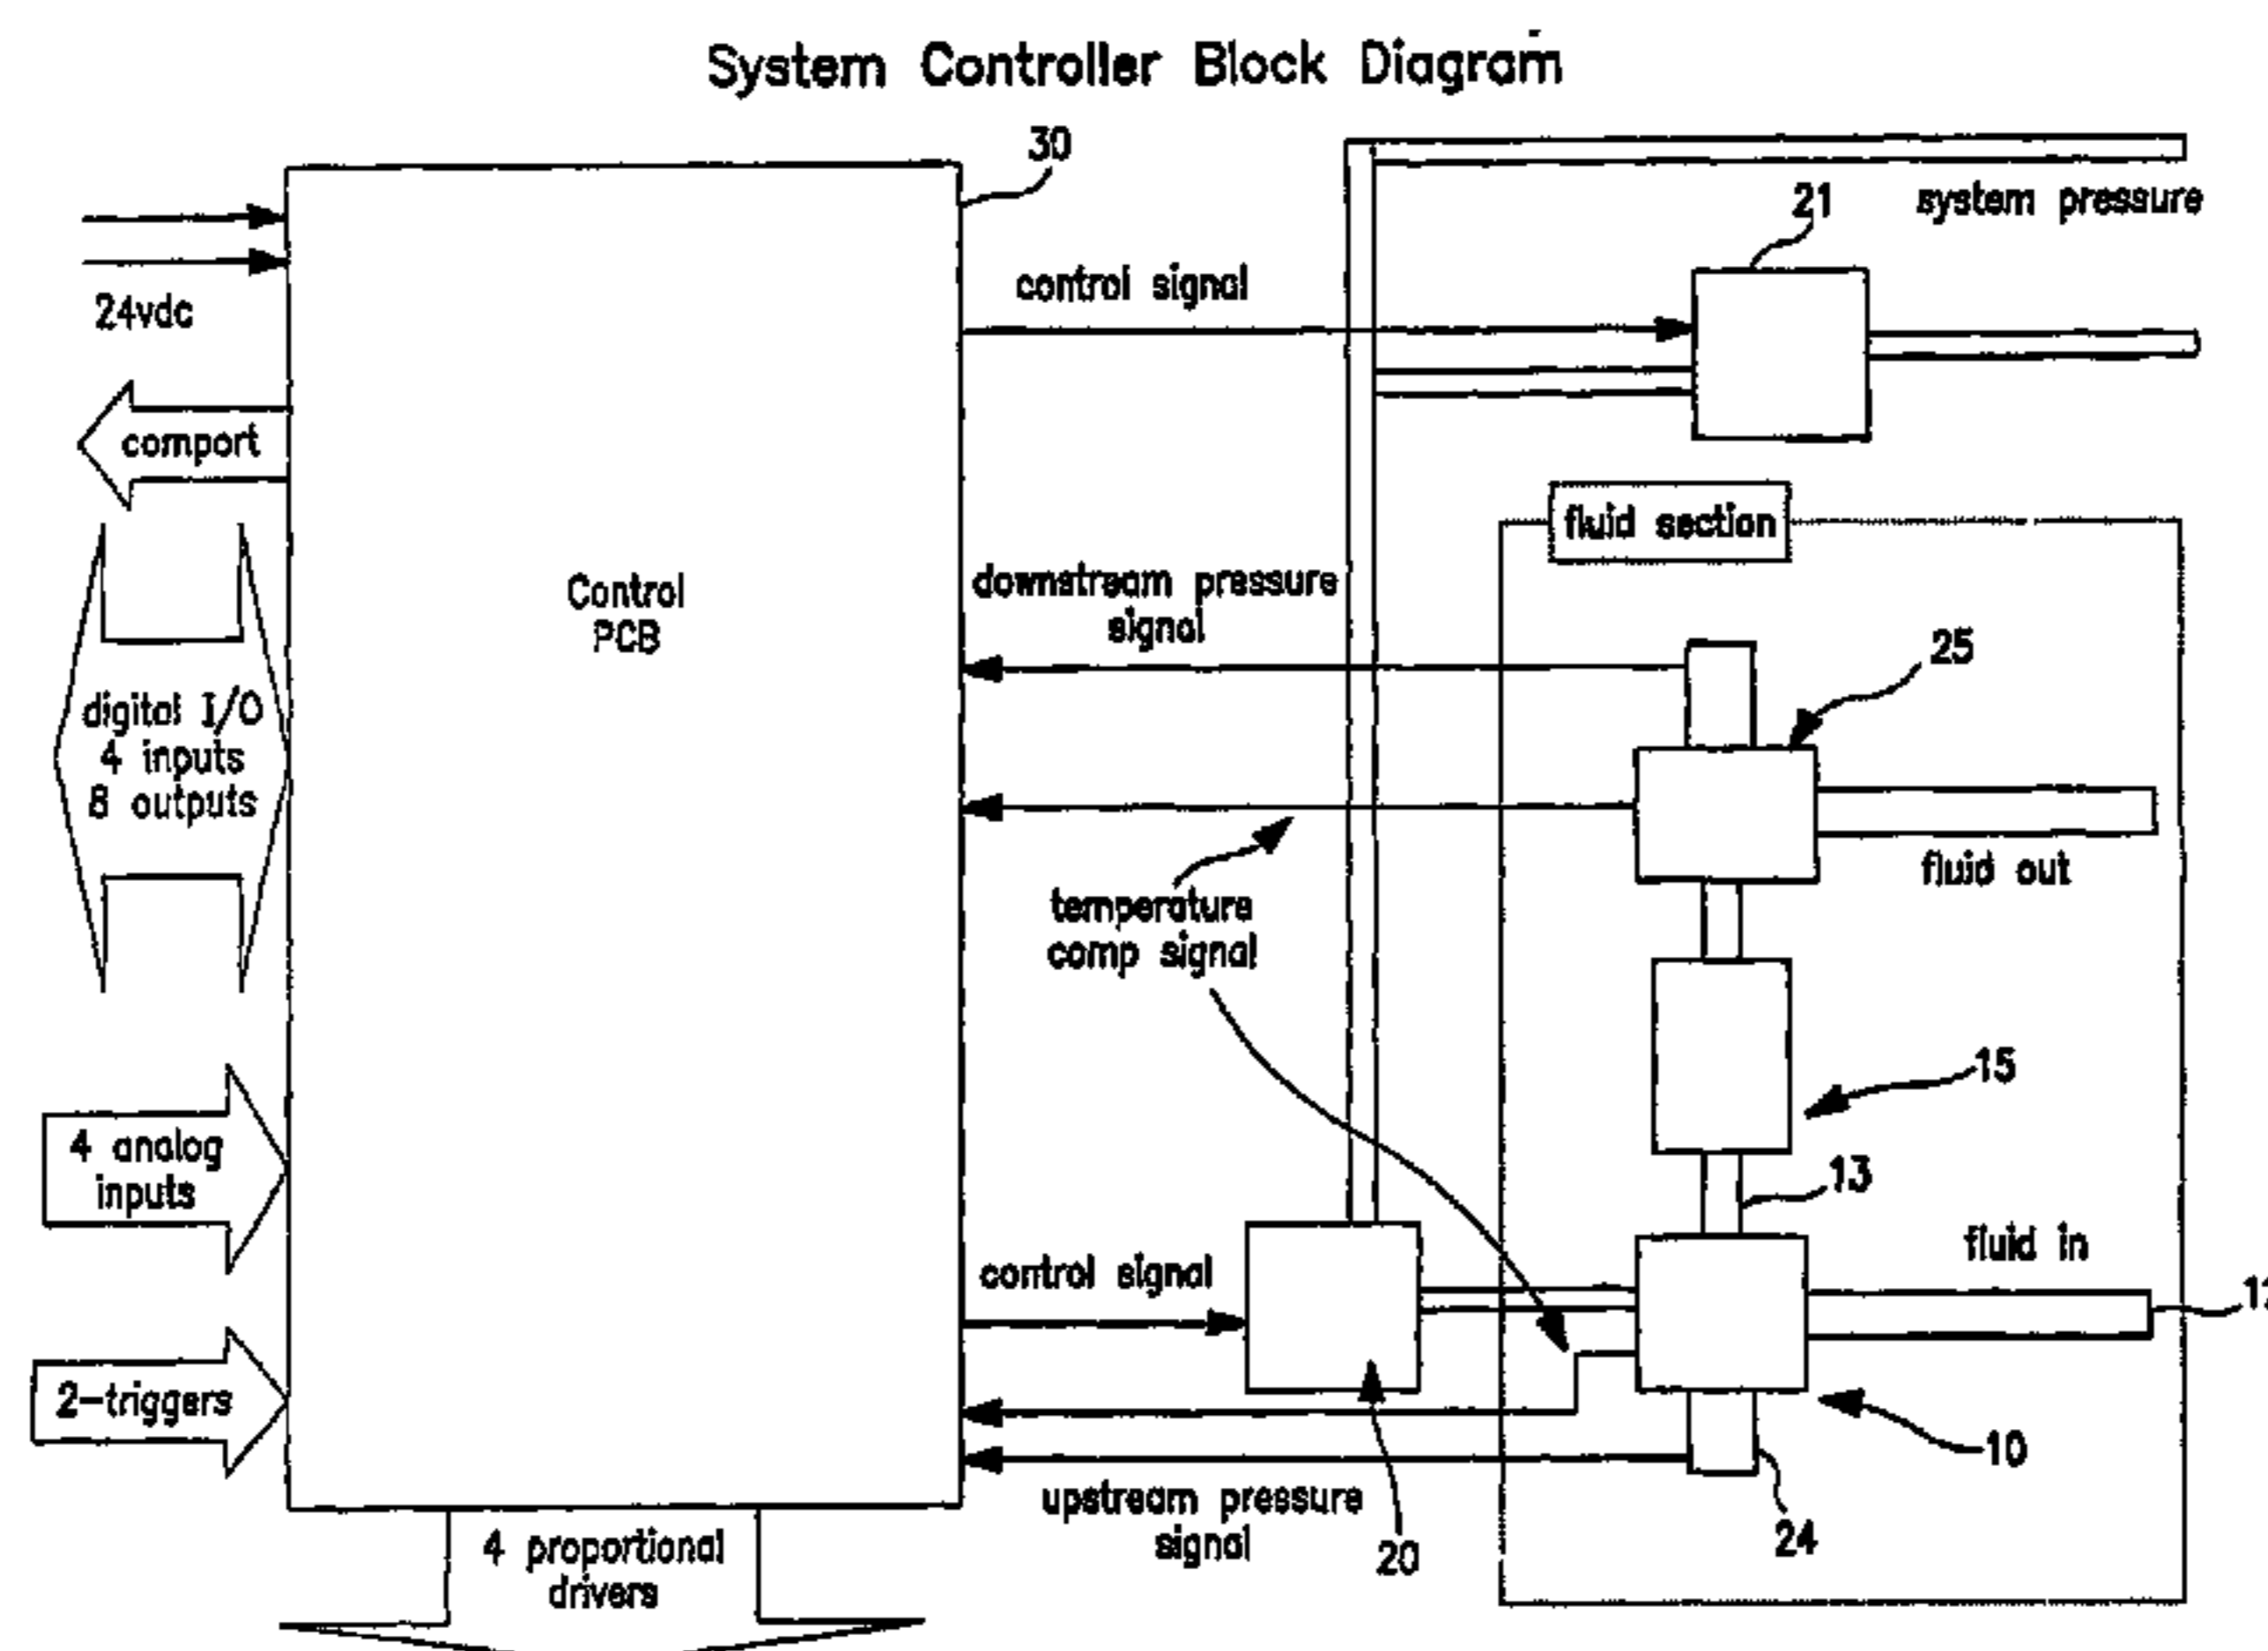 System Controller Block Diagram
30
21
system pressure
24vdc
control signal
comport
fluid section
Control
PCB
downstream pressure
signal
25
digital I/O
4 inputs
8 outputs
fluid out
temperature
comp signal
15
4 analog
inputs
13
fluid in
control signal
2-triggers
10
upstream pressure
signal
20
24
4 proportional
drivers